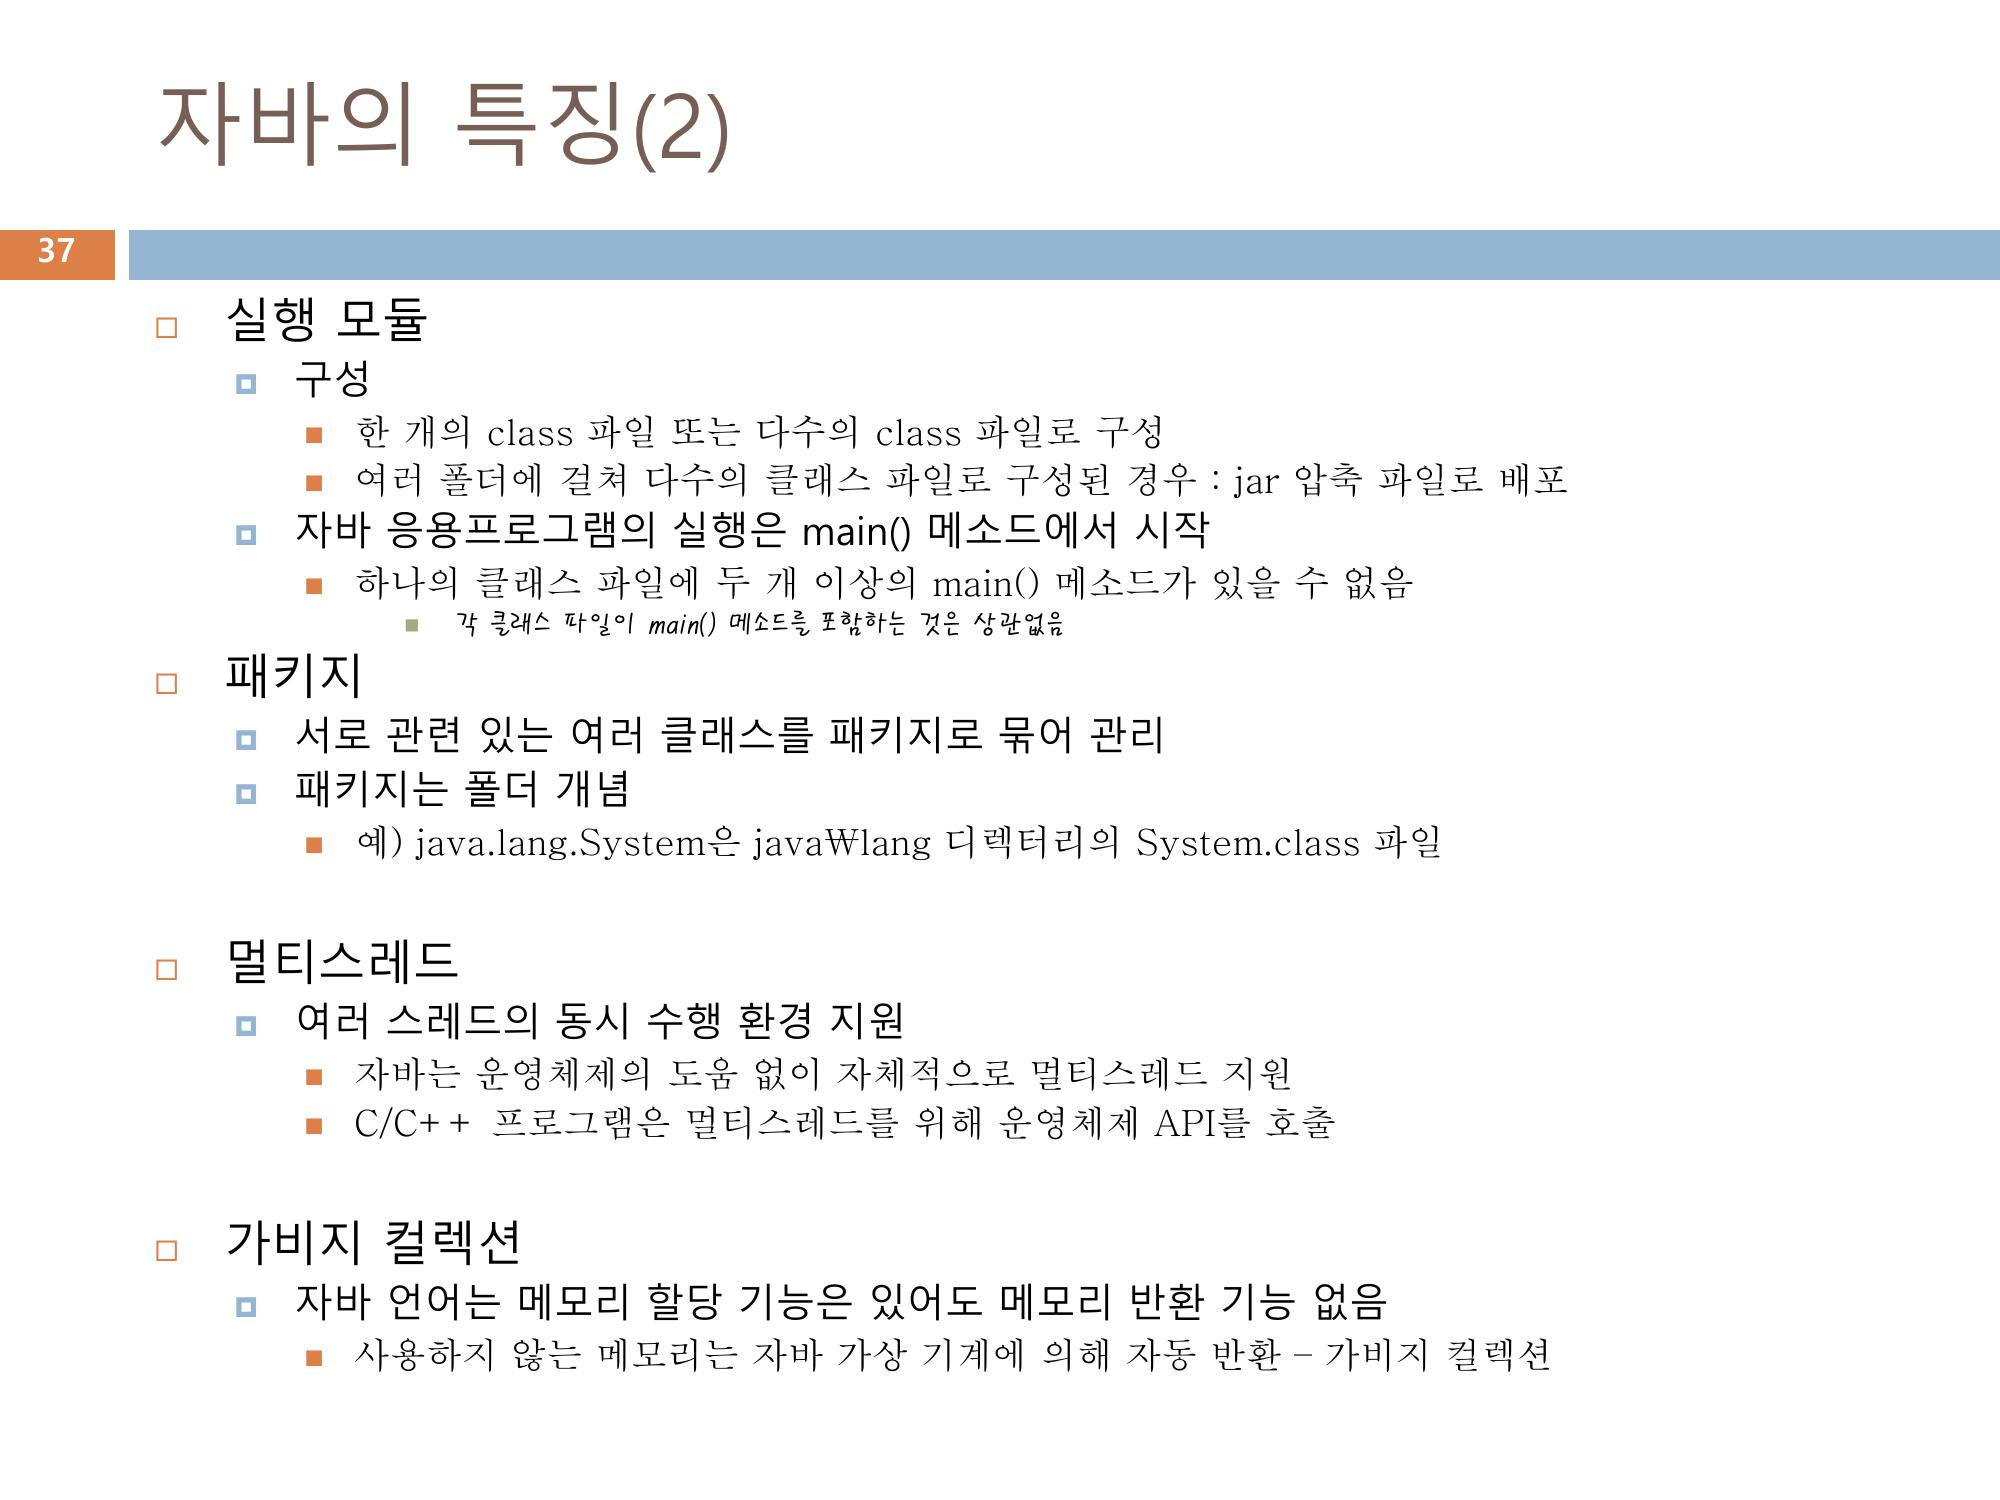 자바의 특징(2)
37
실행 모듈
구성
한 개의 class 파일 또는 다수의 class 파일로 구성
여러 폴더에 걸쳐 다수의 클래스 파일로 구성된 경우 : jar 압축 파일로 배포
자바 응용프로그램의 실행은 main() 메소드에서 시작
하나의 클래스 파일에 두 개 이상의 main() 메소드가 있을 수 없음
각 클래스 파일이 main() 메소드를 포함하는 것은 상관없음
패키지
서로 관련 있는 여러 클래스를 패키지로 묶어 관리
패키지는 폴더 개념
예) java.lang.System은 java₩lang 디렉터리의 System.class 파일
멀티스레드
여러 스레드의 동시 수행 환경 지원
자바는 운영체제의 도움 없이 자체적으로 멀티스레드 지원
C/C++ 프로그램은 멀티스레드를 위해 운영체제 API를 호출
가비지 컬렉션
자바 언어는 메모리 할당 기능은 있어도 메모리 반환 기능 없음
사용하지 않는 메모리는 자바 가상 기계에 의해 자동 반환 – 가비지 컬렉션